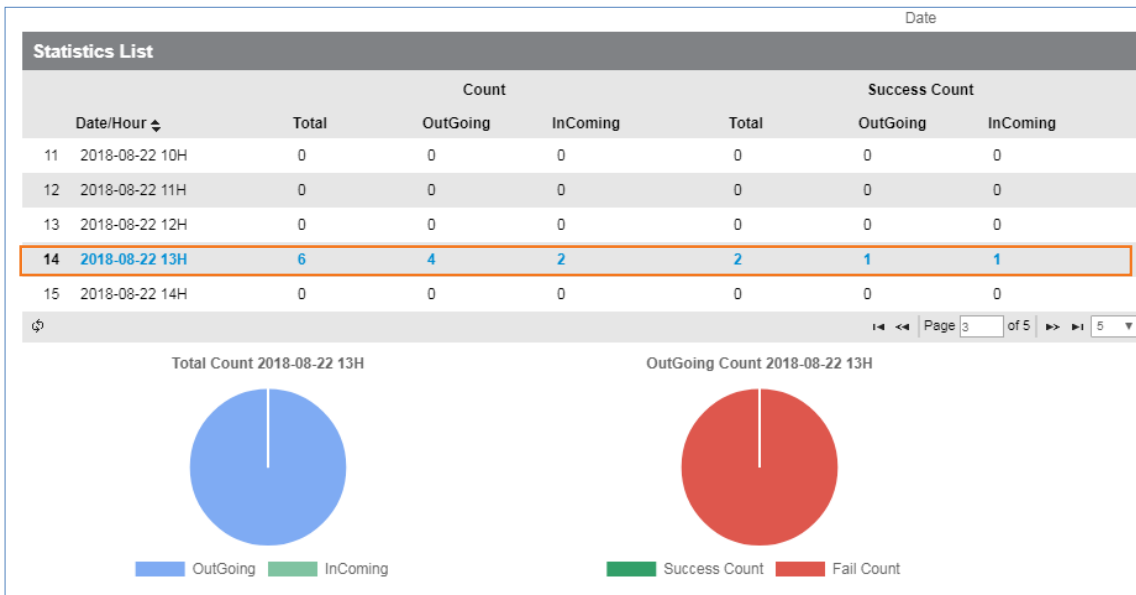 Date
Statistics List
Count Success Count
Date/Hour Total OutGoing InComing Total OutGoing InComing
11 2018-08-22 10H 0 0 0 0 0 0
12 2018-08-22 11H 0 0 0 0 0 0
13 2018-08-22 12H 0 0 0 0 0 0
14 2018-08-22 13H 6 4 2 2 1 1
15 2018-08-22 14H 0 0 0 0 0 0
Page 3 of 5 5
Total Count 2018-08-22 13H OutGoing Count 2018-08-22 13H
OutGoing InComing Success Count Fail Count